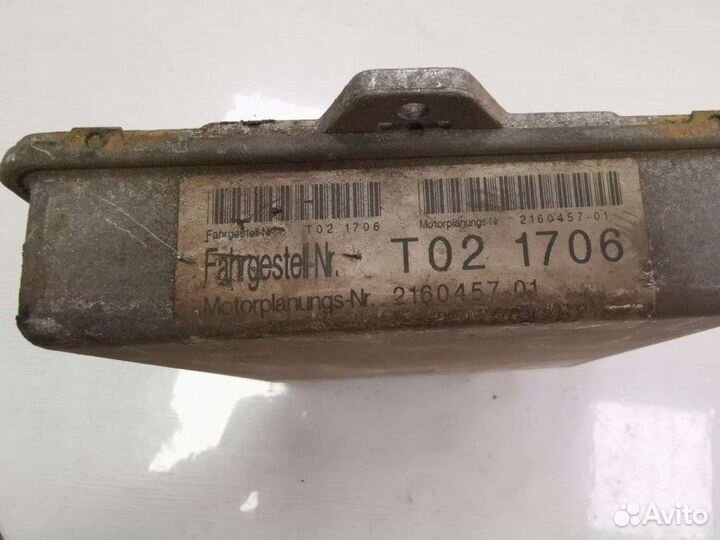 Fahrgestell-Nr. T02 1706 Motorplanungs-Nr. 2160457-01
Fahrgestell-Nr. T02 1706
Motorplanungs-Nr. 2160457-01
Avito